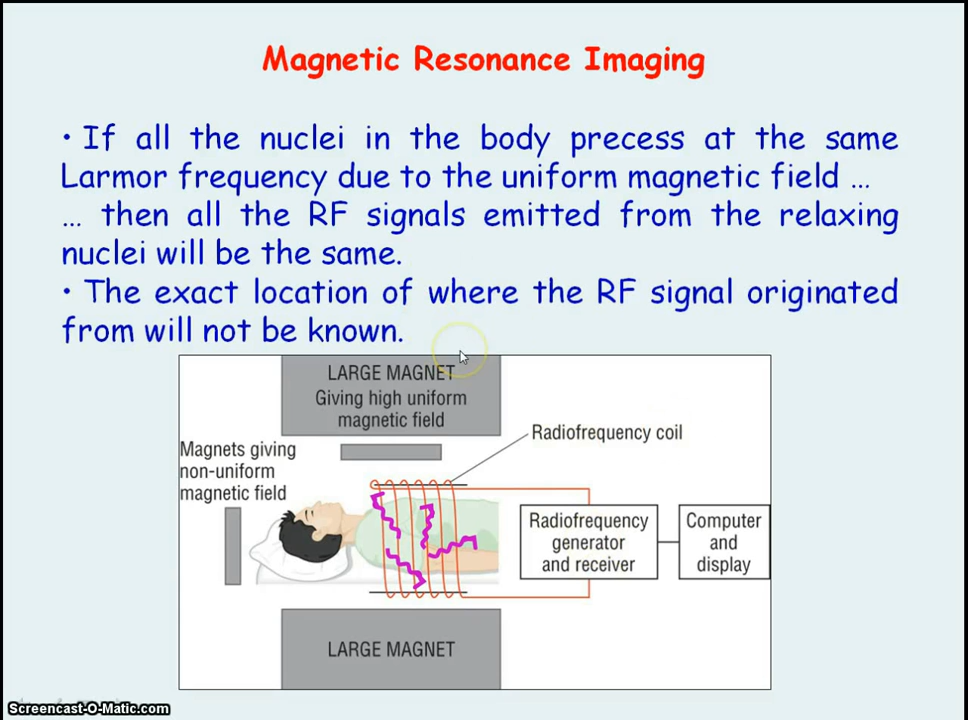 Magnetic Resonance Imaging
• If all the nuclei in the body precess at the same
Larmor frequency due to the uniform magnetic field …
… then all the RF signals emitted from the relaxing
nuclei will be the same.
• The exact location of where the RF signal originated
from will not be known.
LARGE MAGNET
Giving high uniform
magnetic field
Radiofrequency coil
Magnets giving
non-uniform
magnetic field
Radiofrequency
generator
and receiver
Computer
and
display
LARGE MAGNET
Screencast-O-Matic.com